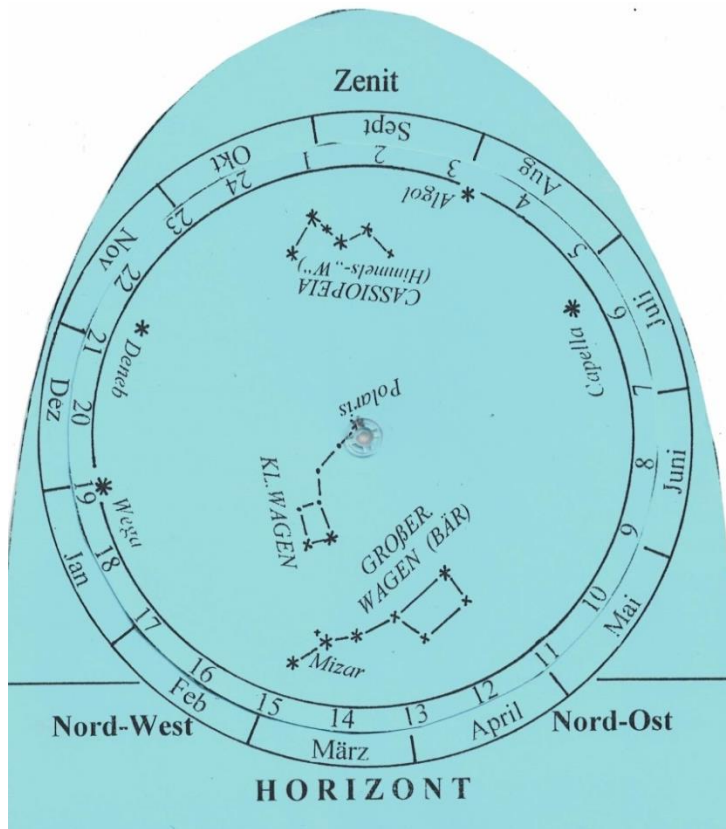 Zenit
Sept
Okt
Aug
Nov
Juli
Dez
Juni
Jan
Mai
Feb
April
März
1
2
3
4
5
6
7
8
9
10
11
12
13
14
15
16
17
18
19
20
21
22
23
24
Algol
CASSIOPEIA
(Himmels-„W“)
Capella
Deneb
Polaris
Wega
KL.WAGEN
GROßER
WAGEN (BÄR)
Mizar
Nord-West
Nord-Ost
HORIZONT